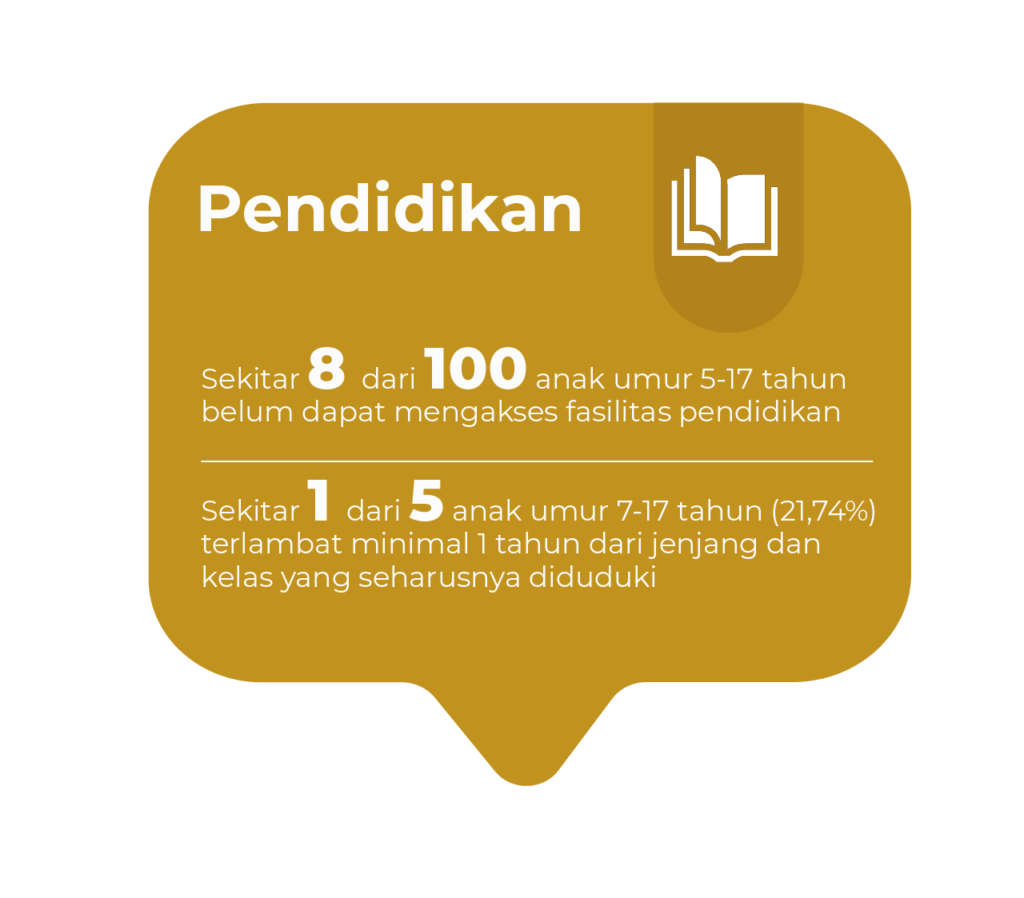 Pendidikan
Sekitar 8 dari 100 anak umur 5-17 tahun
belum dapat mengakses fasilitas pendidikan
Sekitar 1 dari 5 anak umur 7-17 tahun (21,74%)
terlambat minimal 1 tahun dari jenjang dan
kelas yang seharusnya diduduki